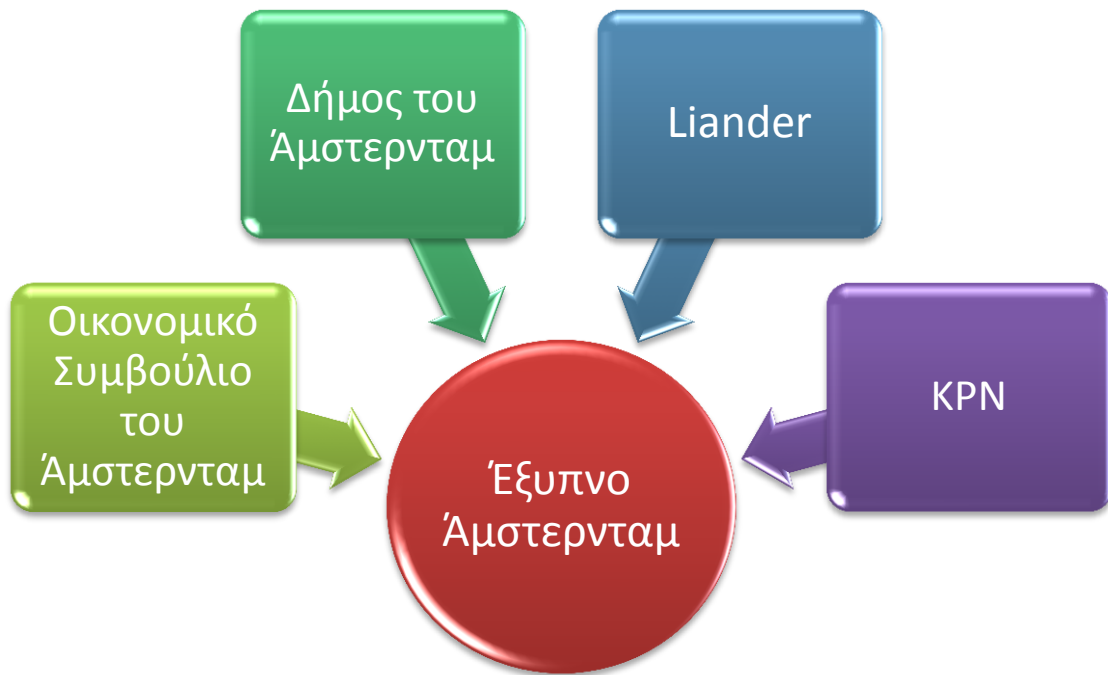 Δήμος του
Άμστερνταμ
Liander
Οικονομικό
Συμβούλιο
του
Άμστερνταμ
KPN
Έξυπνο
Άμστερνταμ